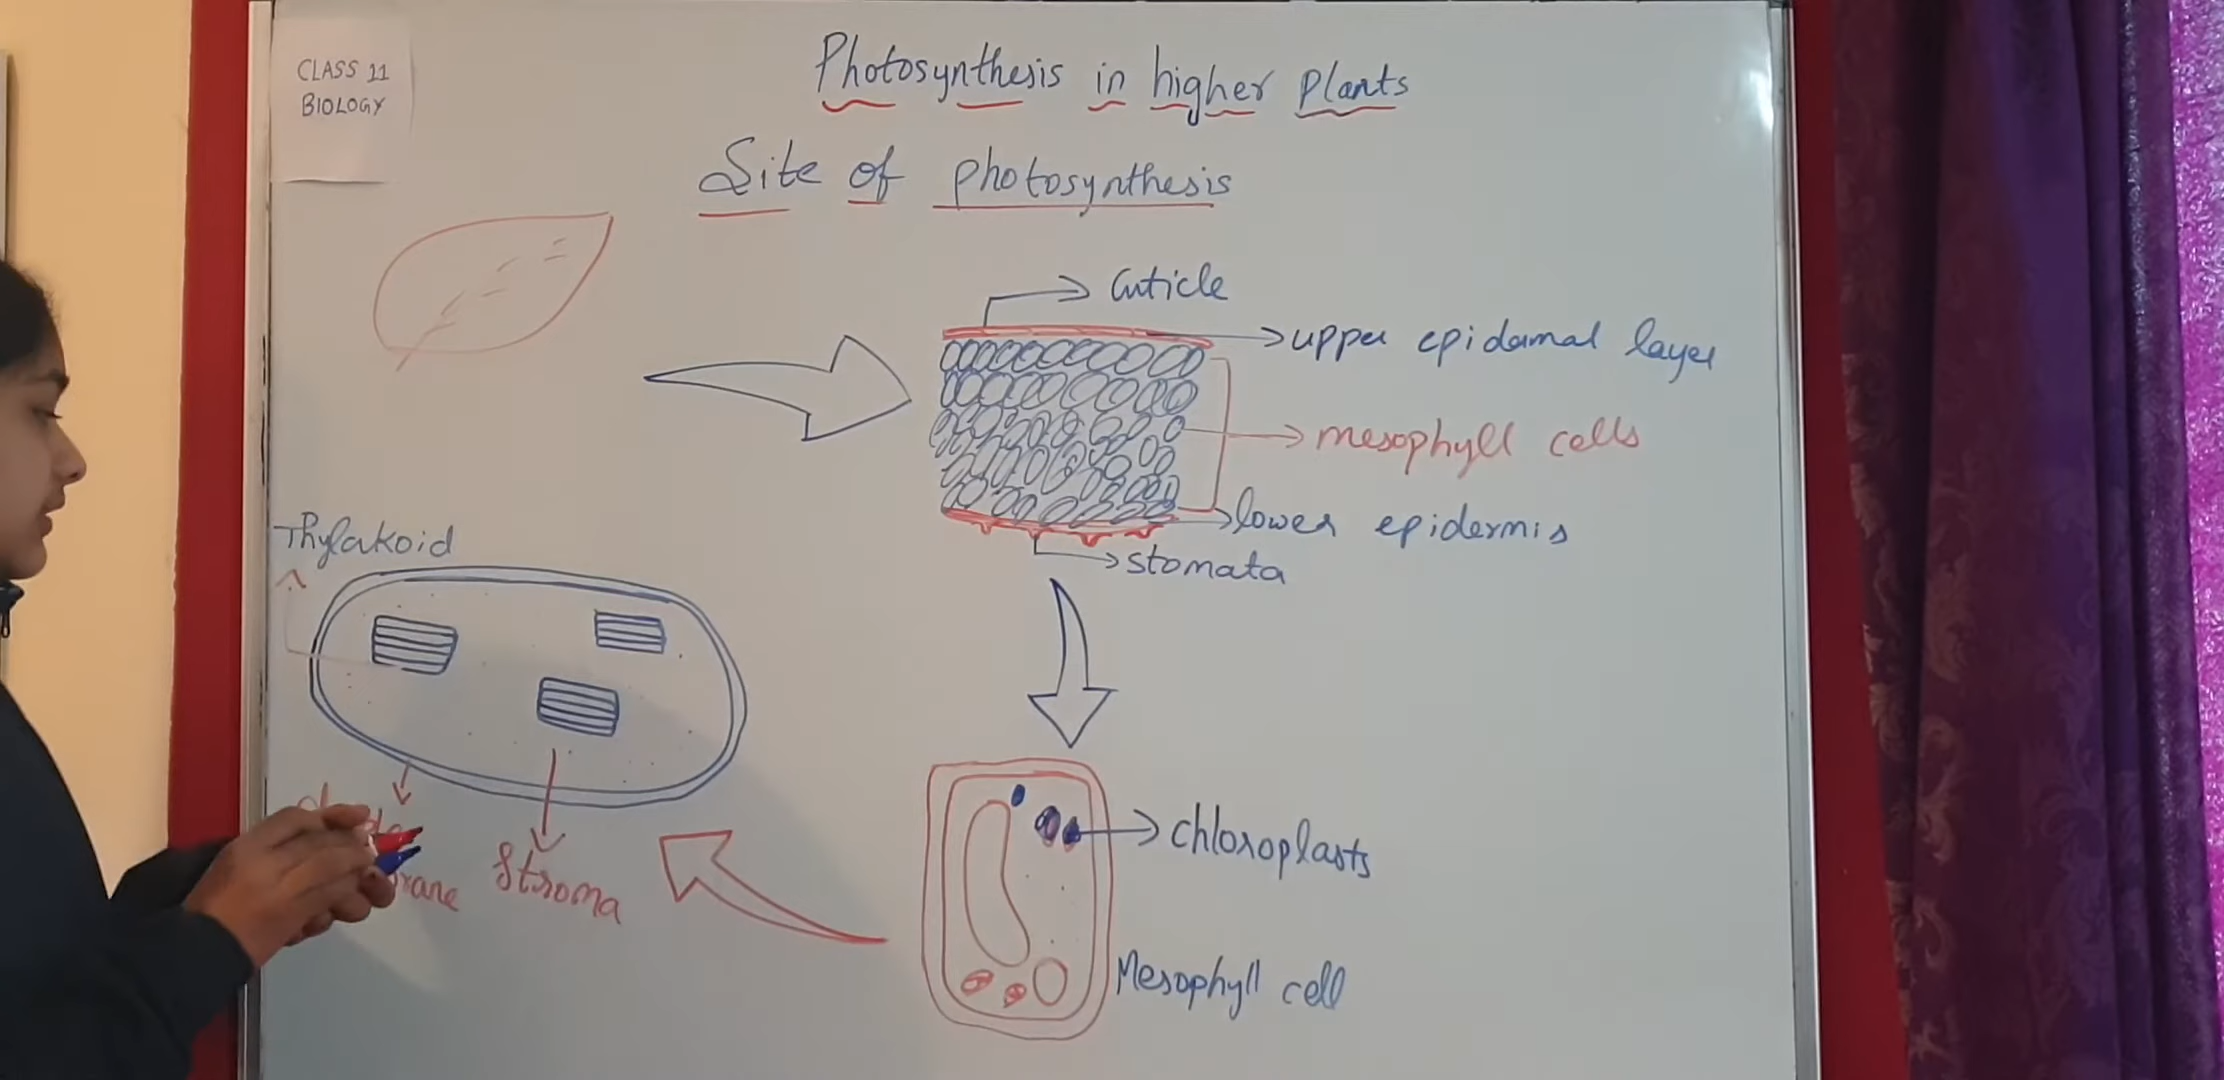 CLASS 11
BIOLOGY
Photosynthesis in higher Plants
Site of photosynthesis
Cuticle
upper epidamal layer
mesophyll cells
lower epidermis
stomata
Thylakoid
Stroma
chloroplasts
Mesophyll cell